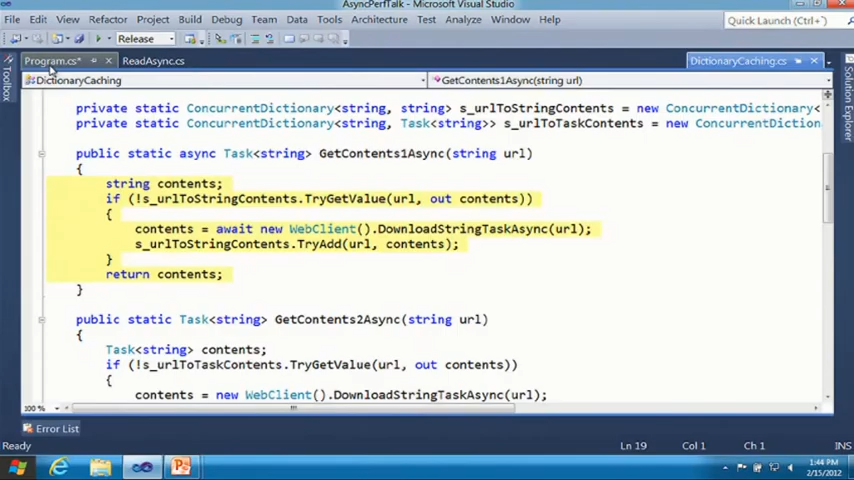 AsyncPerfTalk - Microsoft Visual Studio
File Edit View Refactor Project Build Debug Team Data Tools Architecture Test Analyze Window Help
Quick Launch (Ctrl+Q)
Release
Program.cs* ReadAsync.cs DictionaryCaching.cs
DictionaryCaching GetContents1Async(string url)
Toolbox
Solution
private static ConcurrentDictionary<string, string> s_urlToStringContents = new ConcurrentDictionary<
private static ConcurrentDictionary<string, Task<string>> s_urlToTaskContents = new ConcurrentDiction
public static async Task<string> GetContents1Async(string url)
{
string contents;
if (!s_urlToStringContents.TryGetValue(url, out contents))
{
contents = await new WebClient().DownloadStringTaskAsync(url);
s_urlToStringContents.TryAdd(url, contents);
}
return contents;
}
public static Task<string> GetContents2Async(string url)
{
Task<string> contents;
if (!s_urlToTaskContents.TryGetValue(url, out contents))
{
contents = new WebClient().DownloadStringTaskAsync(url);
100 %
Error List
Ready Ln 19 Col 1 Ch 1 INS
1:44 PM
2/15/2012